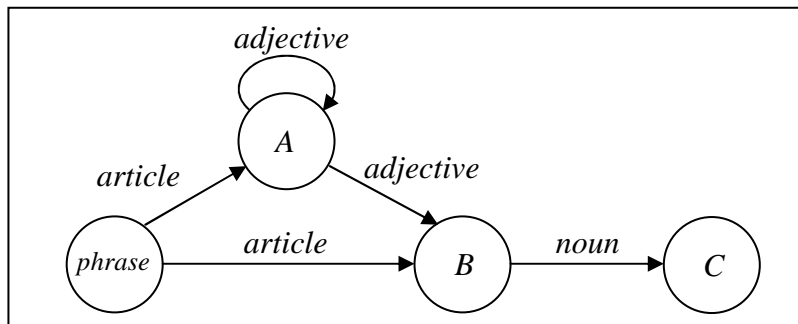 adjective
A
article
adjective
phrase
article
B
noun
C